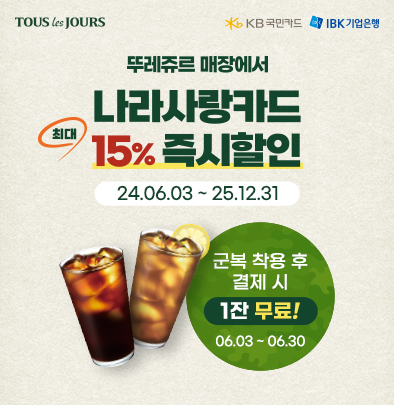 TOUS les JOURS
KB국민카드
IBK기업은행
뚜레쥬르 매장에서
나라사랑카드
최대
15% 즉시할인
24.06.03 ~ 25.12.31
군복 착용 후
결제 시
1잔 무료!
06.03 ~ 06.30